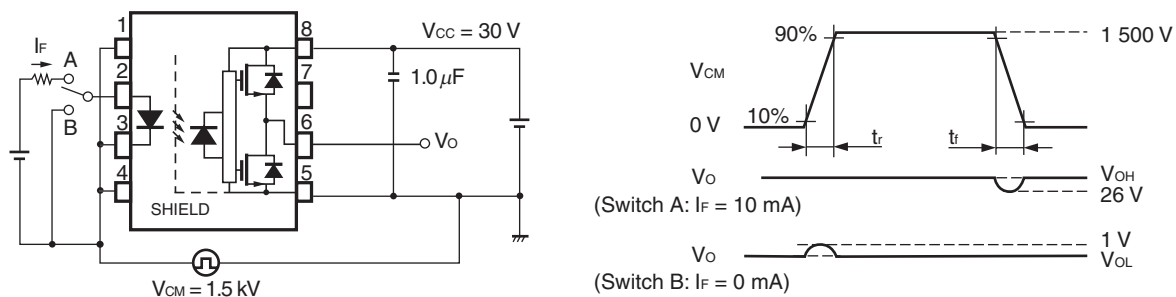 1
2
3
4
8
7
6
5
IF
A
B
SHIELD
VCC = 30 V
1.0 μF
VO
VCM = 1.5 kV
90%
10%
VCM
0 V
1 500 V
tr
tf
VO
(Switch A: IF = 10 mA)
VOH
26 V
VO
(Switch B: IF = 0 mA)
1 V
VOL